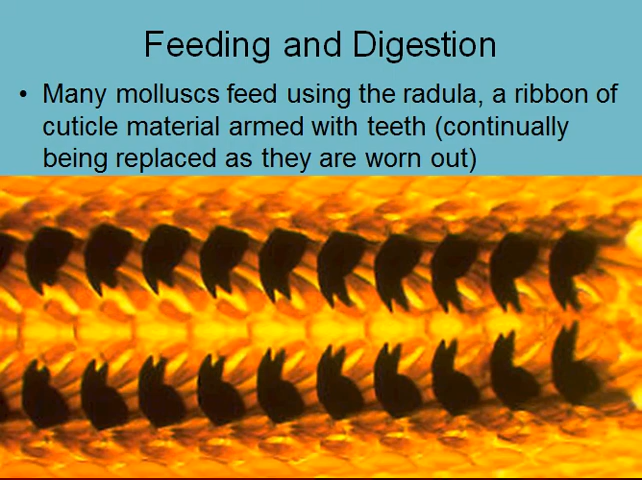 Feeding and Digestion
• Many molluscs feed using the radula, a ribbon of
cuticle material armed with teeth (continually
being replaced as they are worn out)